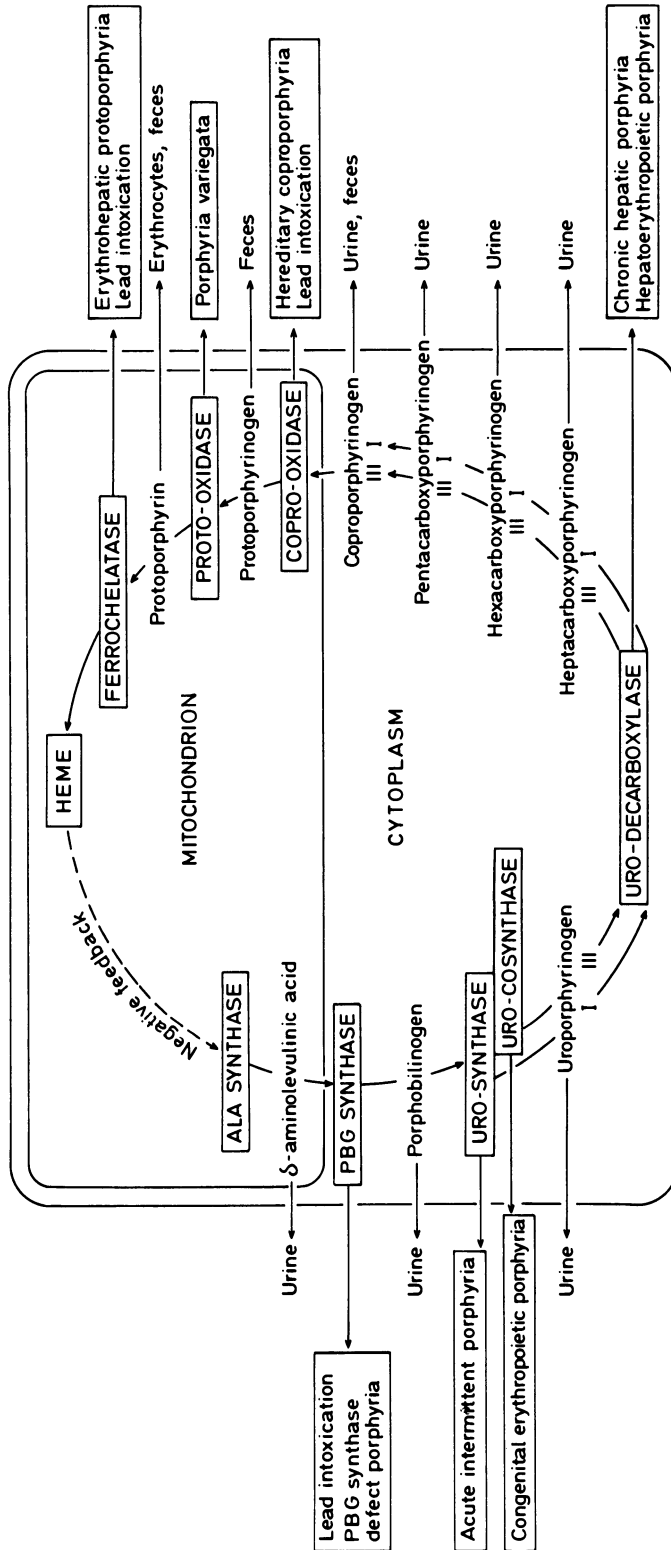 HEME
Negative feedback
FERROCHELATASE
Erythrohepatic protoporphyria
Lead intoxication
Protoporphyrin
Erythrocytes, feces
MITOCHONDRION
PROTO-OXIDASE
Porphyria variegata
ALA SYNTHASE
Protoporphyrinogen
Feces
Urine
δ-aminolevulinic acid
COPRO-OXIDASE
Hereditary coproporphyria
Lead intoxication
Lead intoxication
PBG synthase
defect porphyria
PBG SYNTHASE
Coproporphyrinogen
III I
Urine, feces
CYTOPLASM
Urine
Porphobilinogen
Pentacarboxyporphyrinogen
III I
Urine
Acute intermittent porphyria
URO-SYNTHASE
Congenital erythropoietic porphyria
URO-COSYNTHASE
Hexacarboxyporphyrinogen
III I
Urine
Urine
Uroporphyrinogen
I III
Heptacarboxyporphyrinogen
III I
Urine
URO-DECARBOXYLASE
Chronic hepatic porphyria
Hepatoerythropoietic porphyria